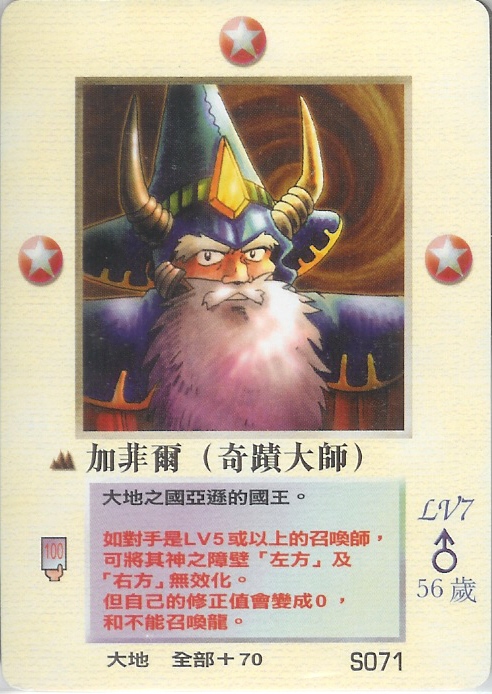 加菲爾（奇蹟大師）
大地之國亞遜的國王。
如對手是LV5或以上的召喚師，
可將其神之障壁「左方」及
「右方」無效化。
但自己的修正值會變成0，
和不能召喚龍。
100
LV7
56歲
大地 全部＋70 S071